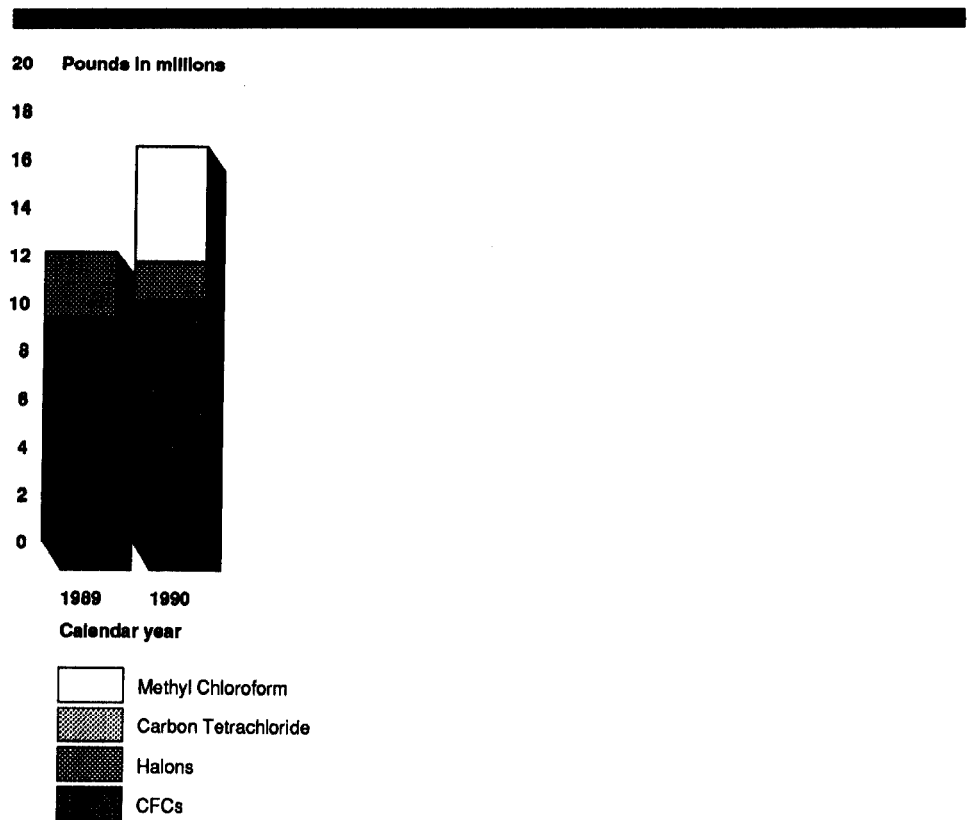 20 Pounds in millions
18
16
14
12
10
8
6
4
2
0
1989 1990
Calendar year
Methyl Chloroform
Carbon Tetrachloride
Halons
CFCs